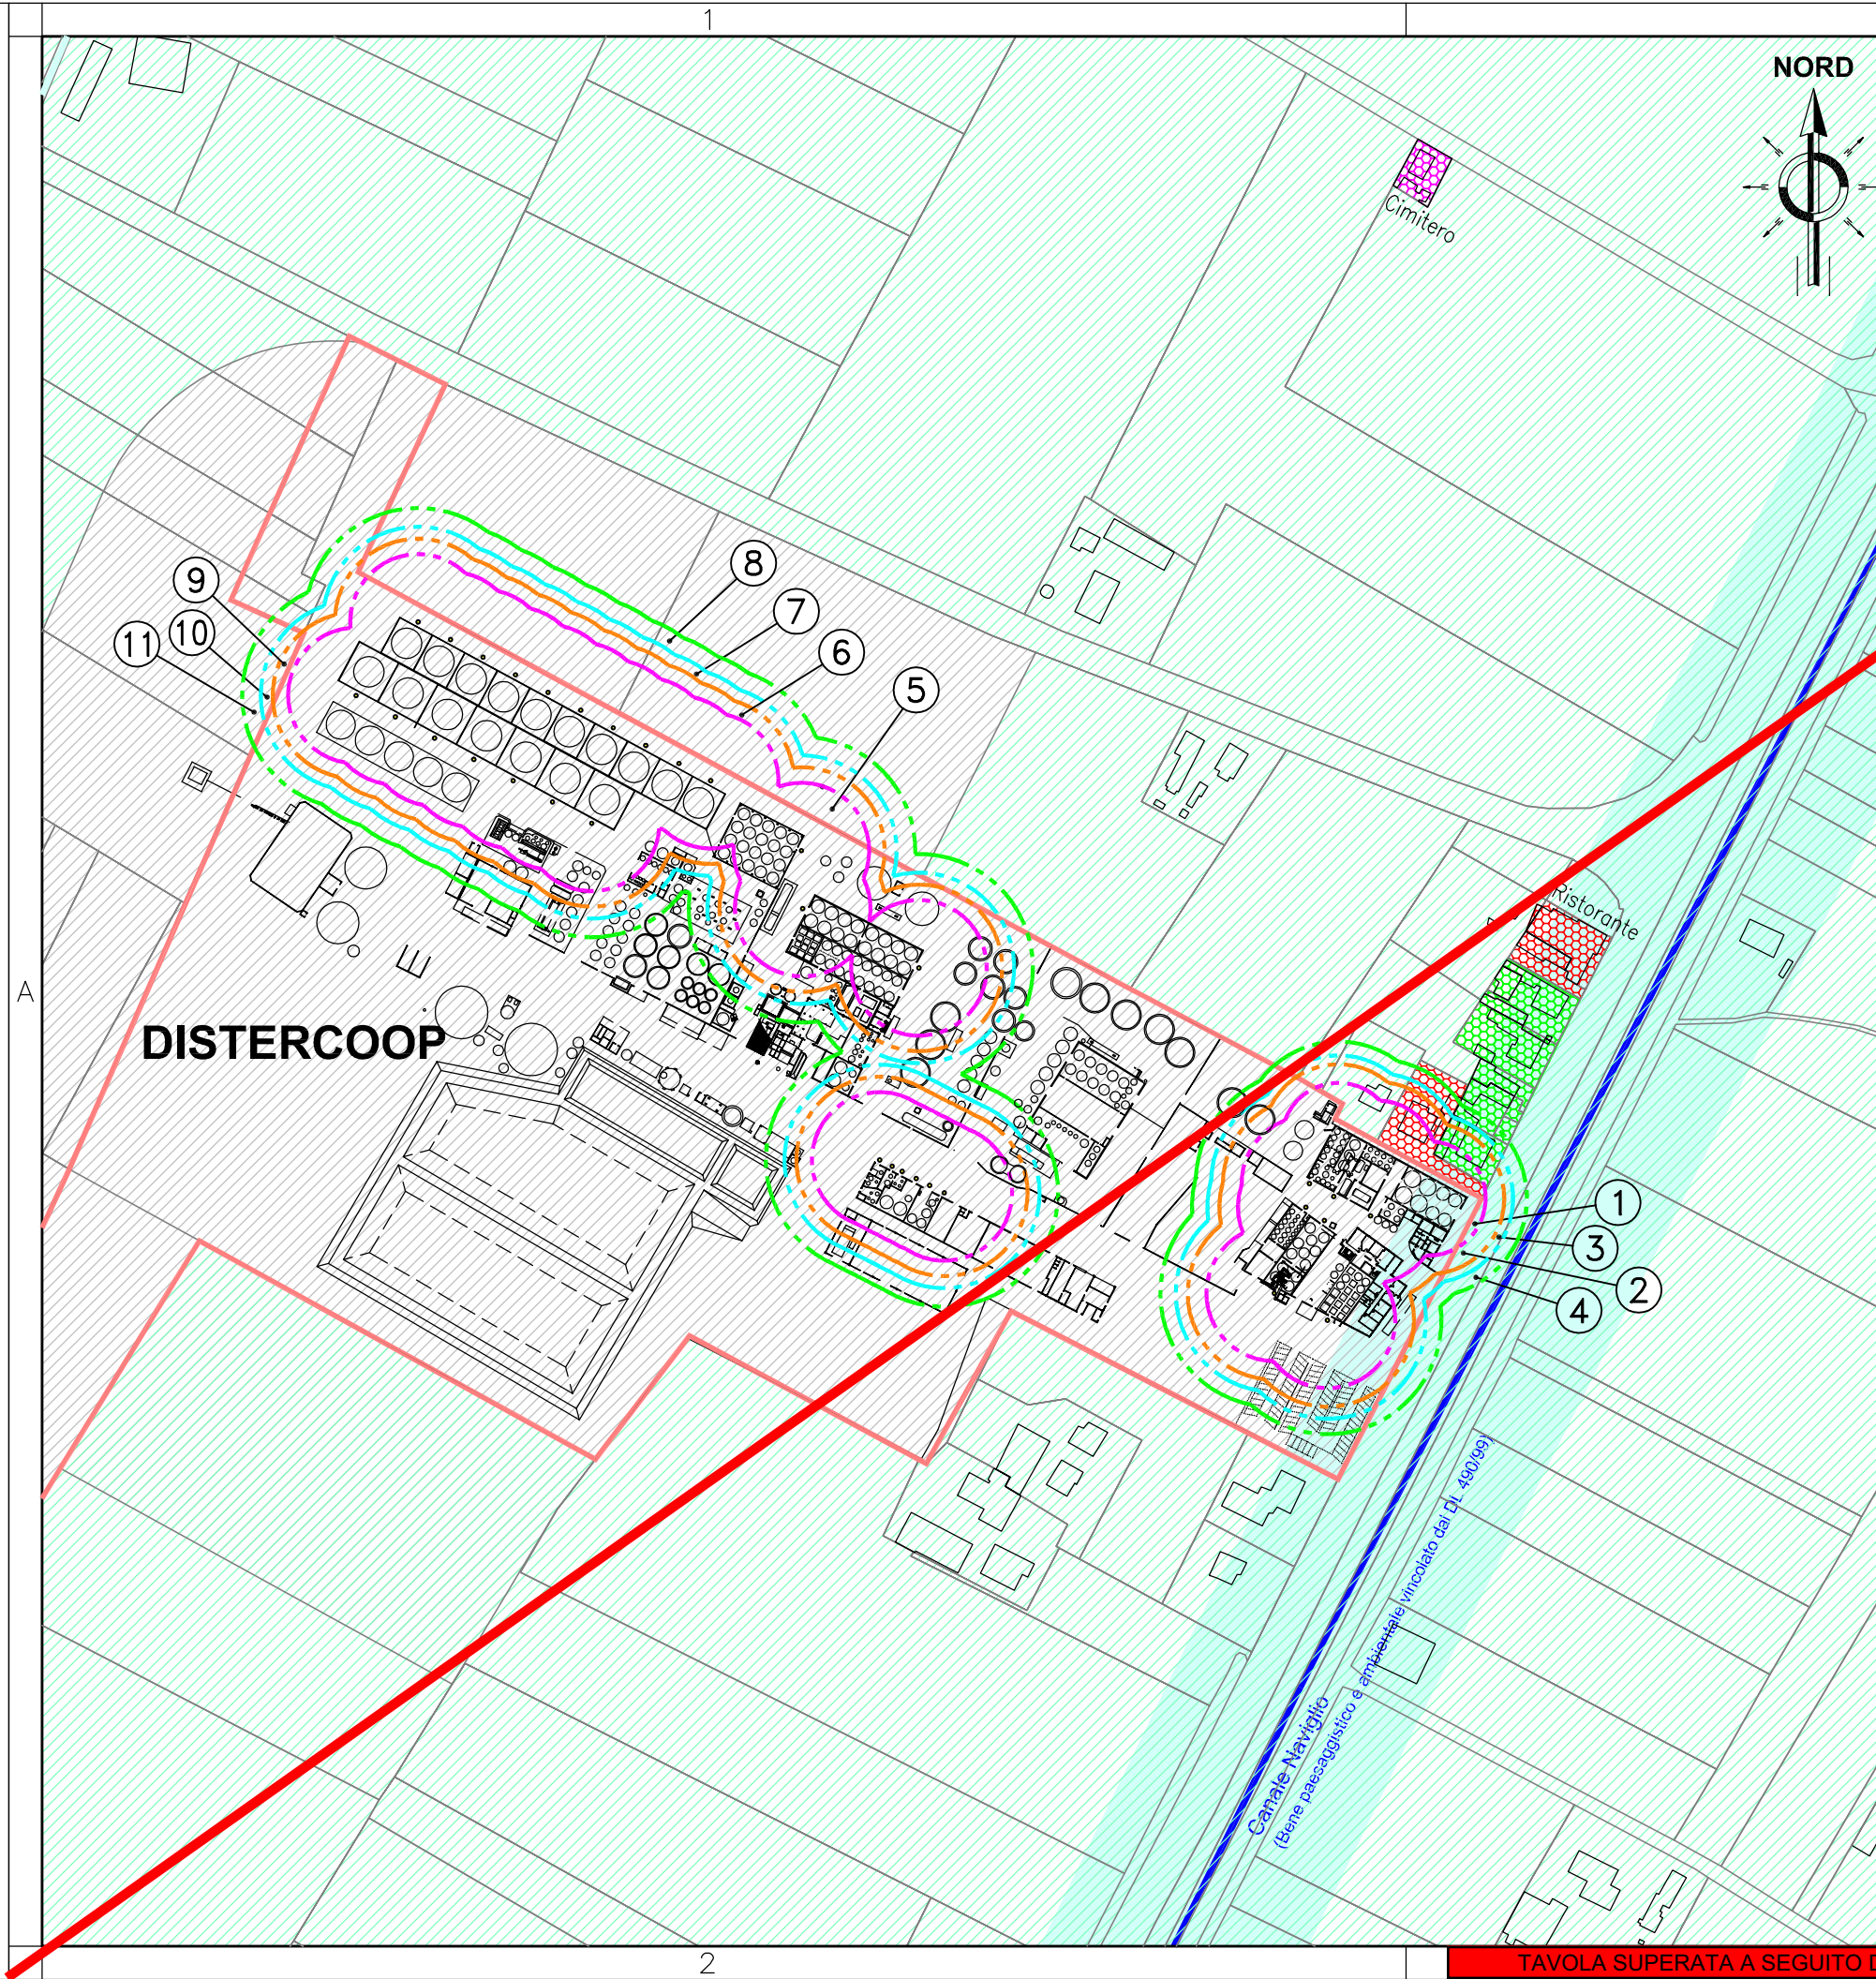 1
NORD
Cimitero
8
9
7
11
10
6
5
Ristorante
A
DISTERCOOP
1
3
2
4
Canale Naviglio
(Bene paesaggistico e ambientale vincolato dal DL 490/99)
2
TAVOLA SUPERATA A SEGUITO